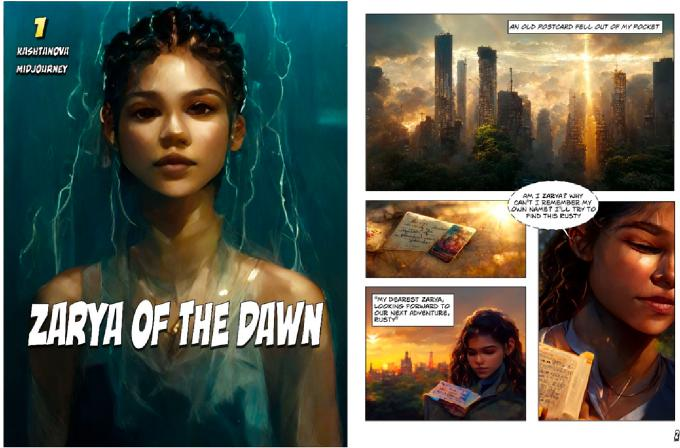 1
KASHTANOVA
MIDJOURNEY
ZARYA OF THE DAWN
AN OLD POSTCARD FELL OUT OF MY POCKET
AM I ZARYA? WHY
CAN'T I REMEMBER MY
OWN NAME? I'LL TRY TO
FIND THIS RUSTY
"MY DEAREST ZARYA,
LOOKING FORWARD TO
OUR NEXT ADVENTURE,
RUSTY"
2